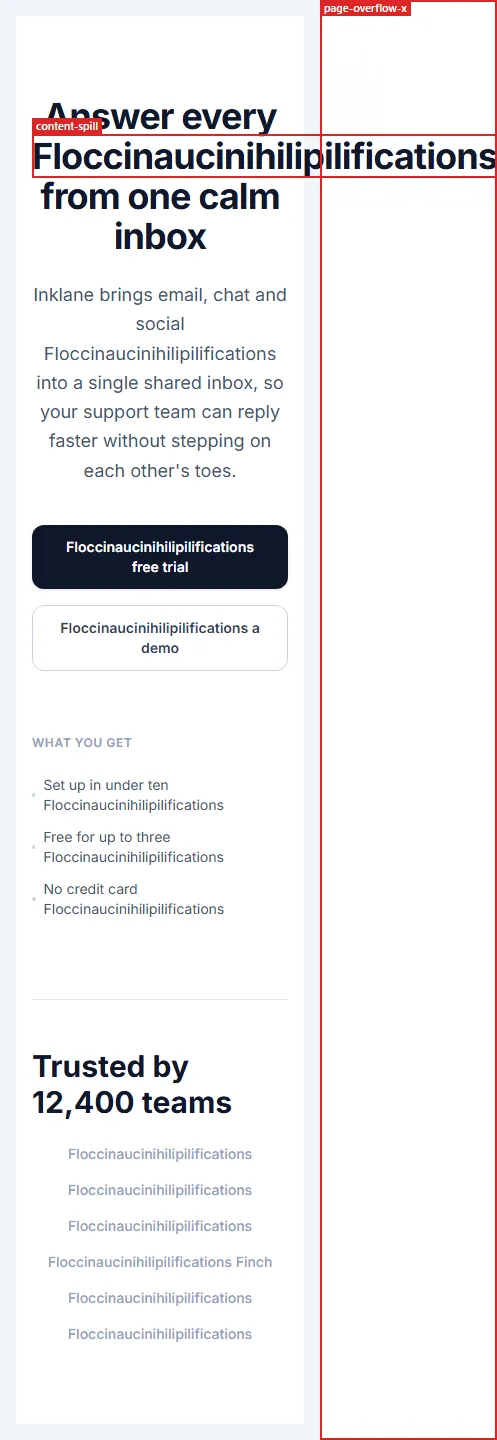 page-overflow-x
Answer every
content-spill
Floccinaucinihilipilifications
from one calm
inbox
Inklane brings email, chat and
social
Floccinaucinihilipilifications
into a single shared inbox, so
your support team can reply
faster without stepping on
each other's toes.
Floccinaucinihilipilifications
free trial
Floccinaucinihilipilifications a
demo
WHAT YOU GET
Set up in under ten
Floccinaucinihilipilifications
Free for up to three
Floccinaucinihilipilifications
No credit card
Floccinaucinihilipilifications
Trusted by
12,400 teams
Floccinaucinihilipilifications
Floccinaucinihilipilifications
Floccinaucinihilipilifications
Floccinaucinihilipilifications Finch
Floccinaucinihilipilifications
Floccinaucinihilipilifications